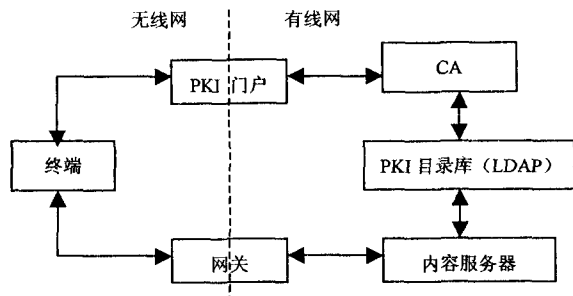 无线网 有线网
PKI 门户
CA
终端
PKI 目录库（LDAP）
网关
内容服务器